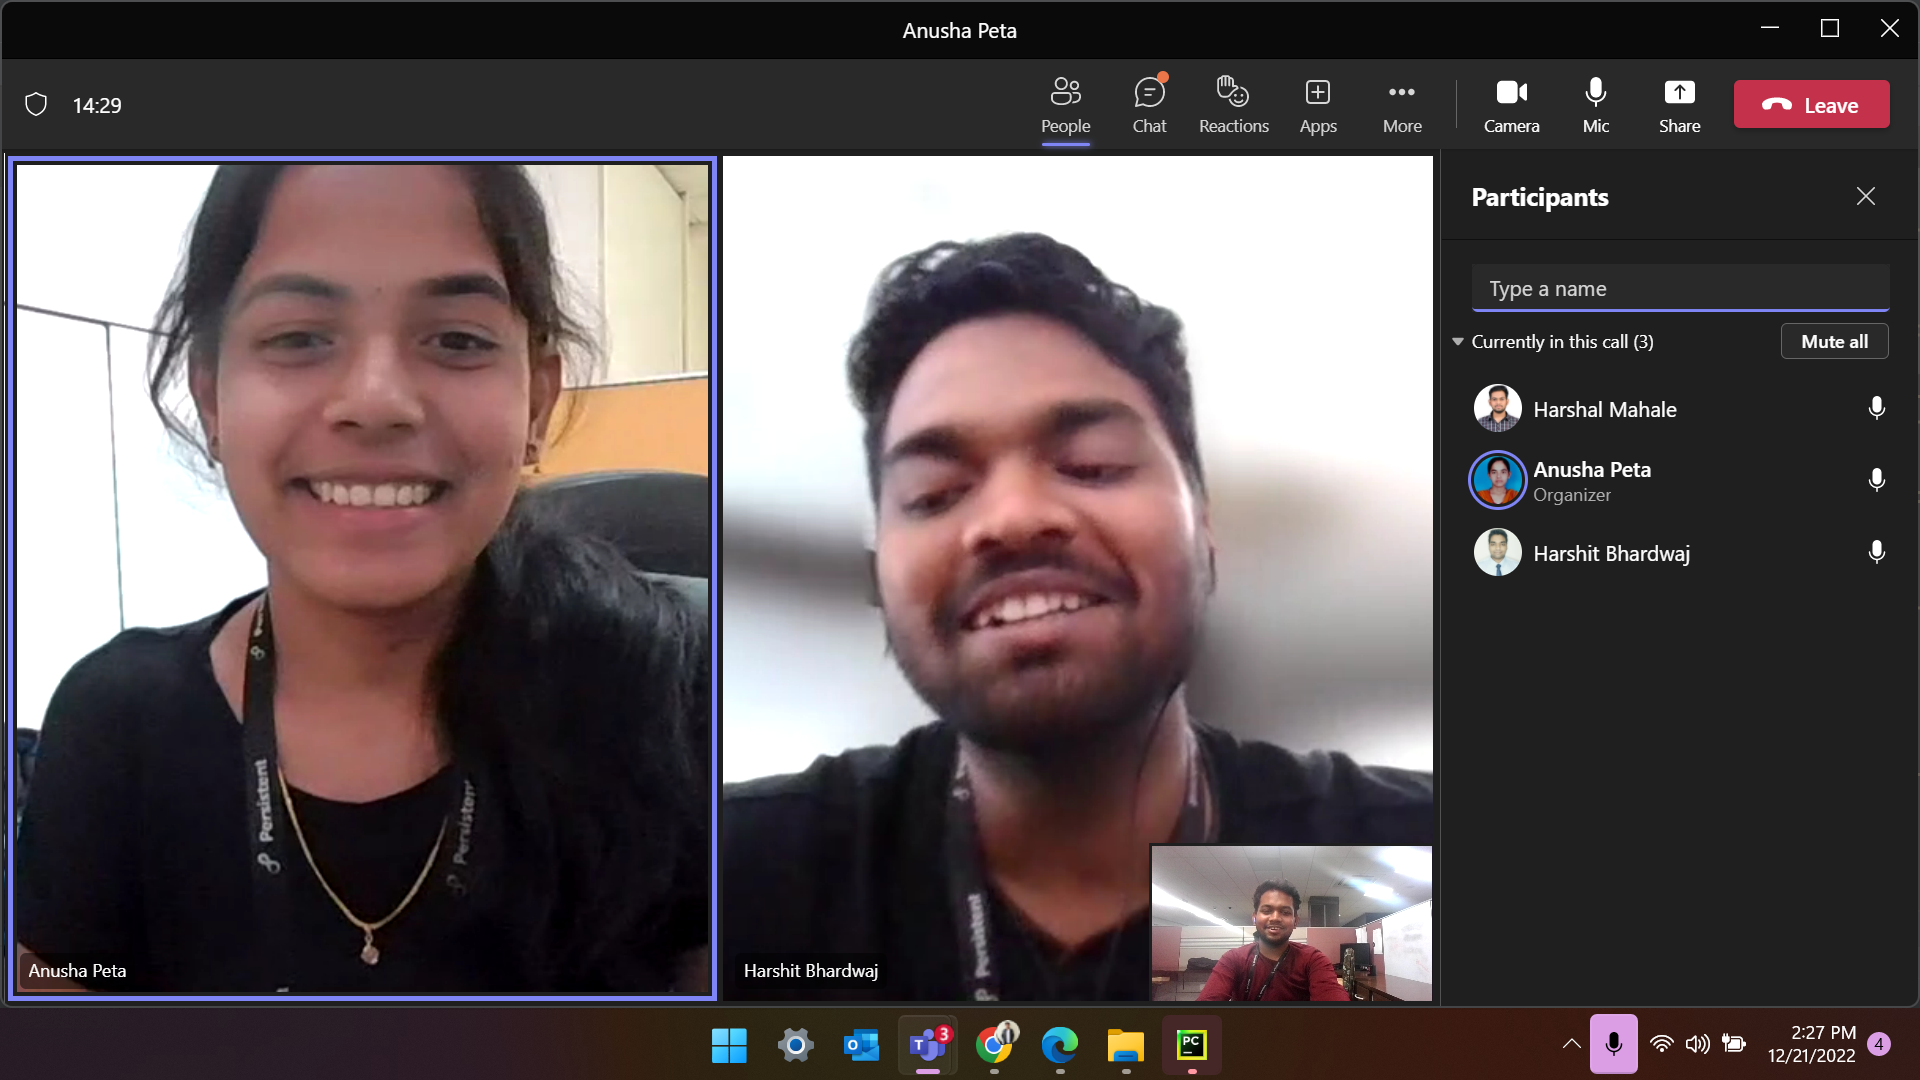 Anusha Peta
14:29
People
Chat
Reactions
Apps
More
Camera
Mic
Share
Leave
Participants
Type a name
Currently in this call (3)
Mute all
Harshal Mahale
Anusha Peta
Organizer
Harshit Bhardwaj
Persistent
Persistent
Persistent
Anusha Peta
Harshit Bhardwaj
T
3
PC
2:27 PM
12/21/2022
4